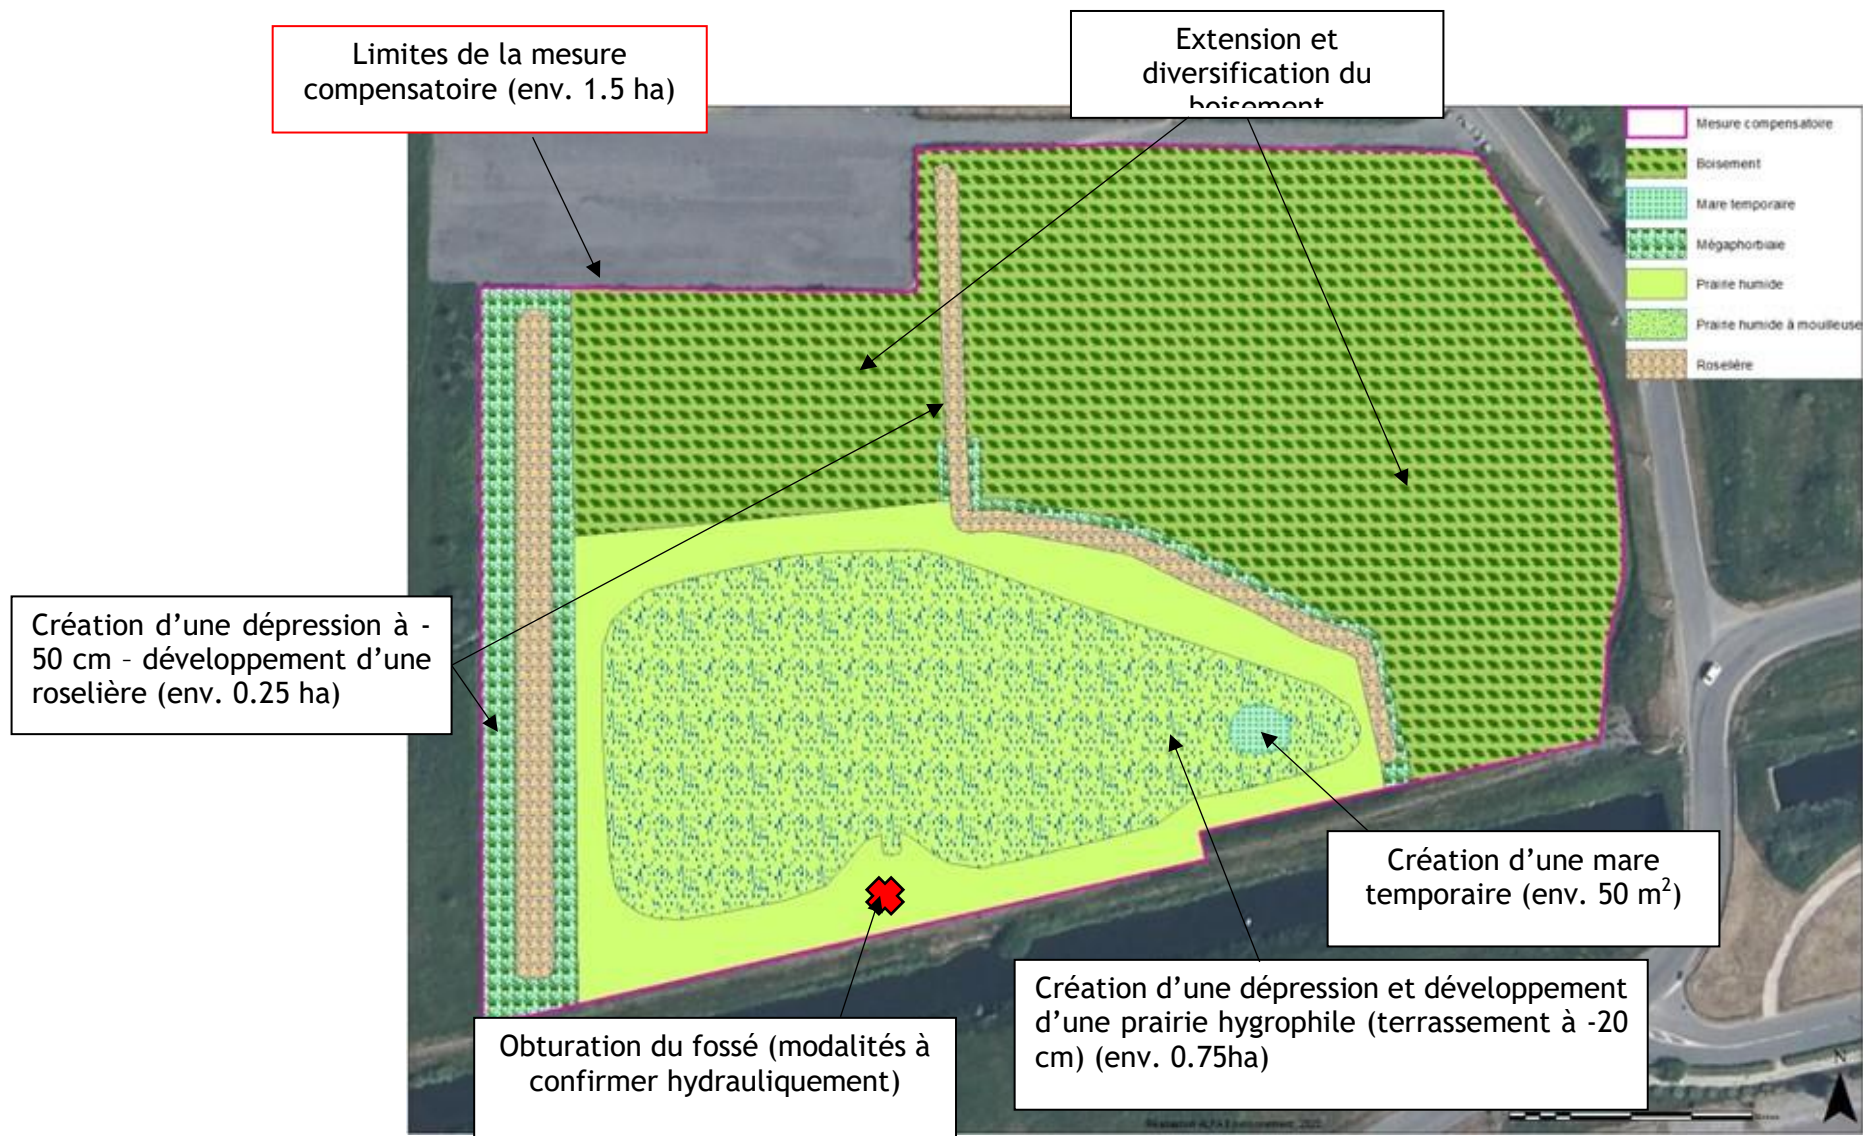 Limites de la mesure
compensatoire (env. 1.5 ha)
Extension et
diversification du
boisement
Mesure compensatoire
Boisement
Mare temporaire
Mégaphorbiaie
Prairie humide
Prairie humide à mouilleuse
Roselière
Création d’une dépression à -
50 cm – développement d’une
roselière (env. 0.25 ha)
Création d’une mare
temporaire (env. 50 m²)
Création d’une dépression et développement
d’une prairie hygrophile (terrassement à -20
cm) (env. 0.75ha)
Obturation du fossé (modalités à
confirmer hydrauliquement)
N